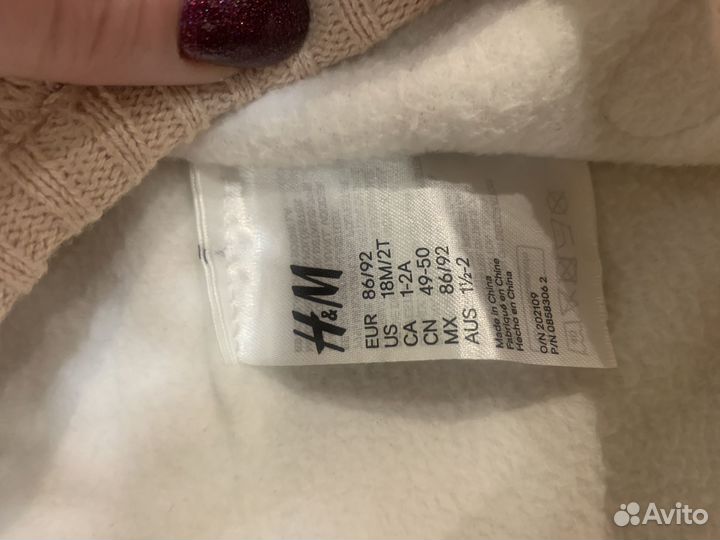 H&M
EUR 86/92
US 18M/2T
CA 1-2A
CN 49-50
MX 86/92
AUS 1½-2
Made in China
Fabriqué en Chine
Hecho en China
O/N 202109
P/N 0858306 2
Avito